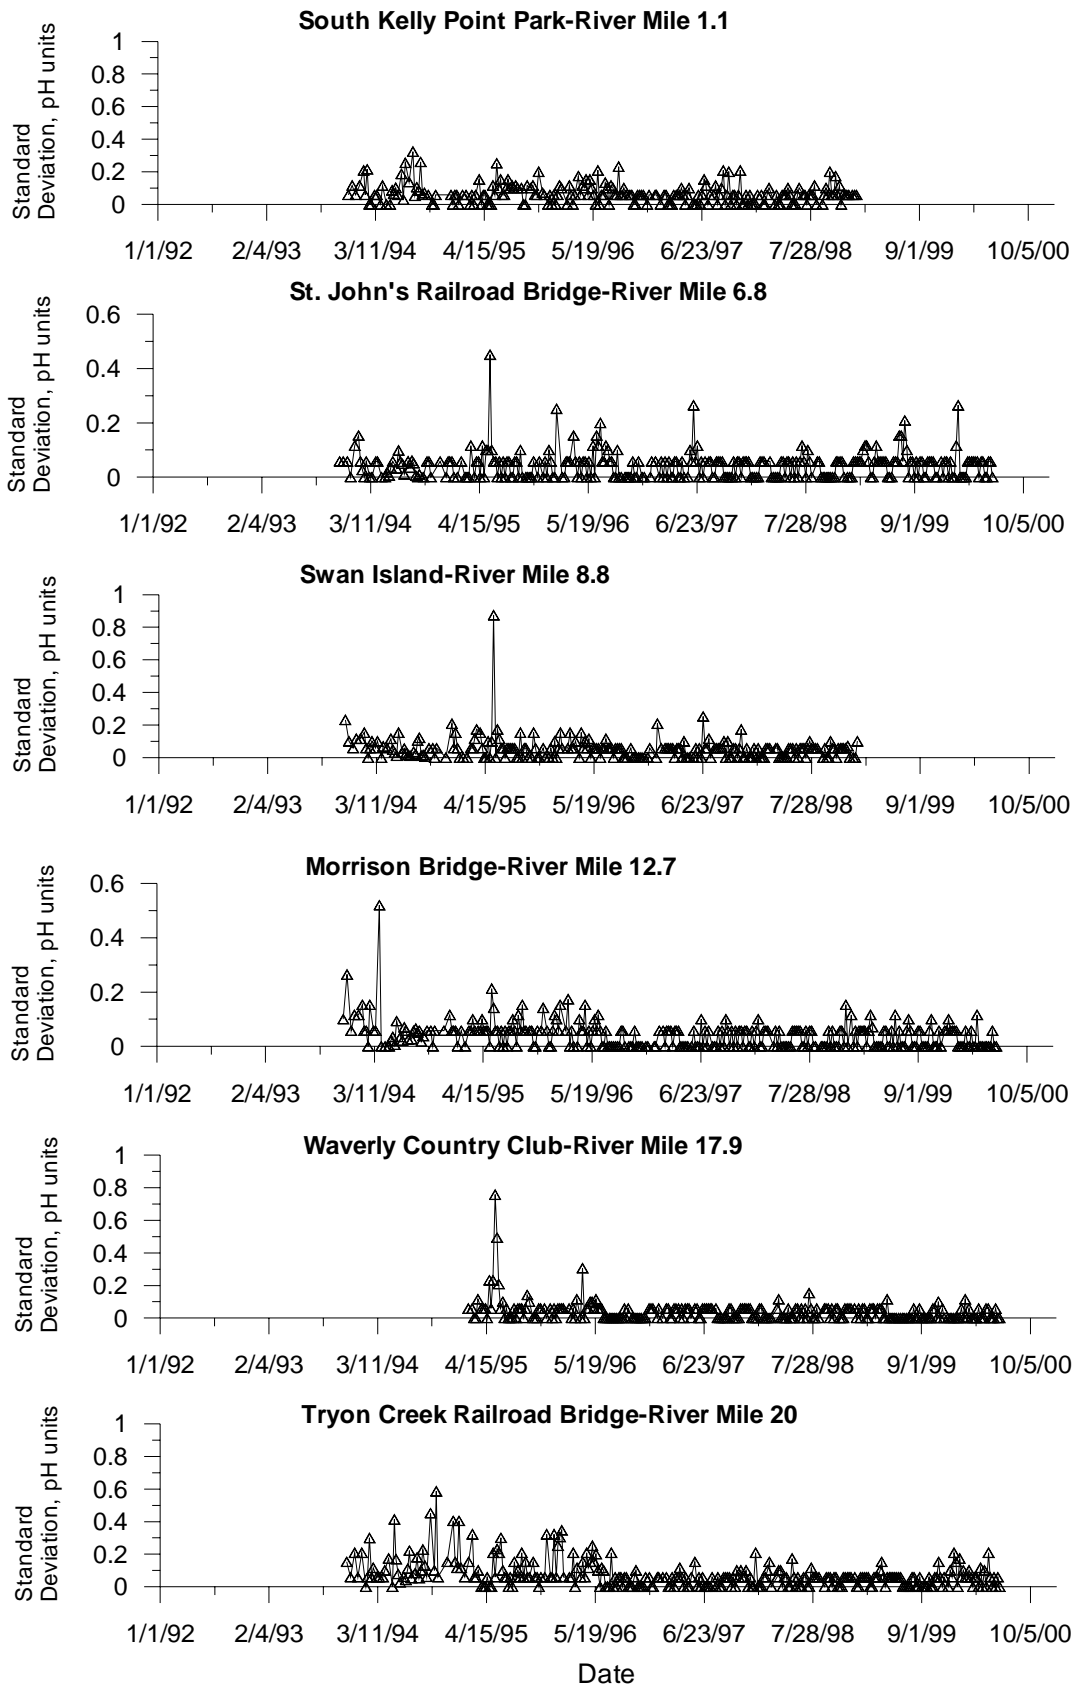 South Kelly Point Park-River Mile 1.1
Standard
Deviation, pH units
1
0.8
0.6
0.4
0.2
0
1/1/92 2/4/93 3/11/94 4/15/95 5/19/96 6/23/97 7/28/98 9/1/99 10/5/00
St. John's Railroad Bridge-River Mile 6.8
Standard
Deviation, pH units
0.6
0.4
0.2
0
1/1/92 2/4/93 3/11/94 4/15/95 5/19/96 6/23/97 7/28/98 9/1/99 10/5/00
Swan Island-River Mile 8.8
Standard
Deviation, pH units
1
0.8
0.6
0.4
0.2
0
1/1/92 2/4/93 3/11/94 4/15/95 5/19/96 6/23/97 7/28/98 9/1/99 10/5/00
Morrison Bridge-River Mile 12.7
Standard
Deviation, pH units
0.6
0.4
0.2
0
1/1/92 2/4/93 3/11/94 4/15/95 5/19/96 6/23/97 7/28/98 9/1/99 10/5/00
Waverly Country Club-River Mile 17.9
Standard
Deviation, pH units
1
0.8
0.6
0.4
0.2
0
1/1/92 2/4/93 3/11/94 4/15/95 5/19/96 6/23/97 7/28/98 9/1/99 10/5/00
Tryon Creek Railroad Bridge-River Mile 20
Standard
Deviation, pH units
1
0.8
0.6
0.4
0.2
0
1/1/92 2/4/93 3/11/94 4/15/95 5/19/96 6/23/97 7/28/98 9/1/99 10/5/00
Date